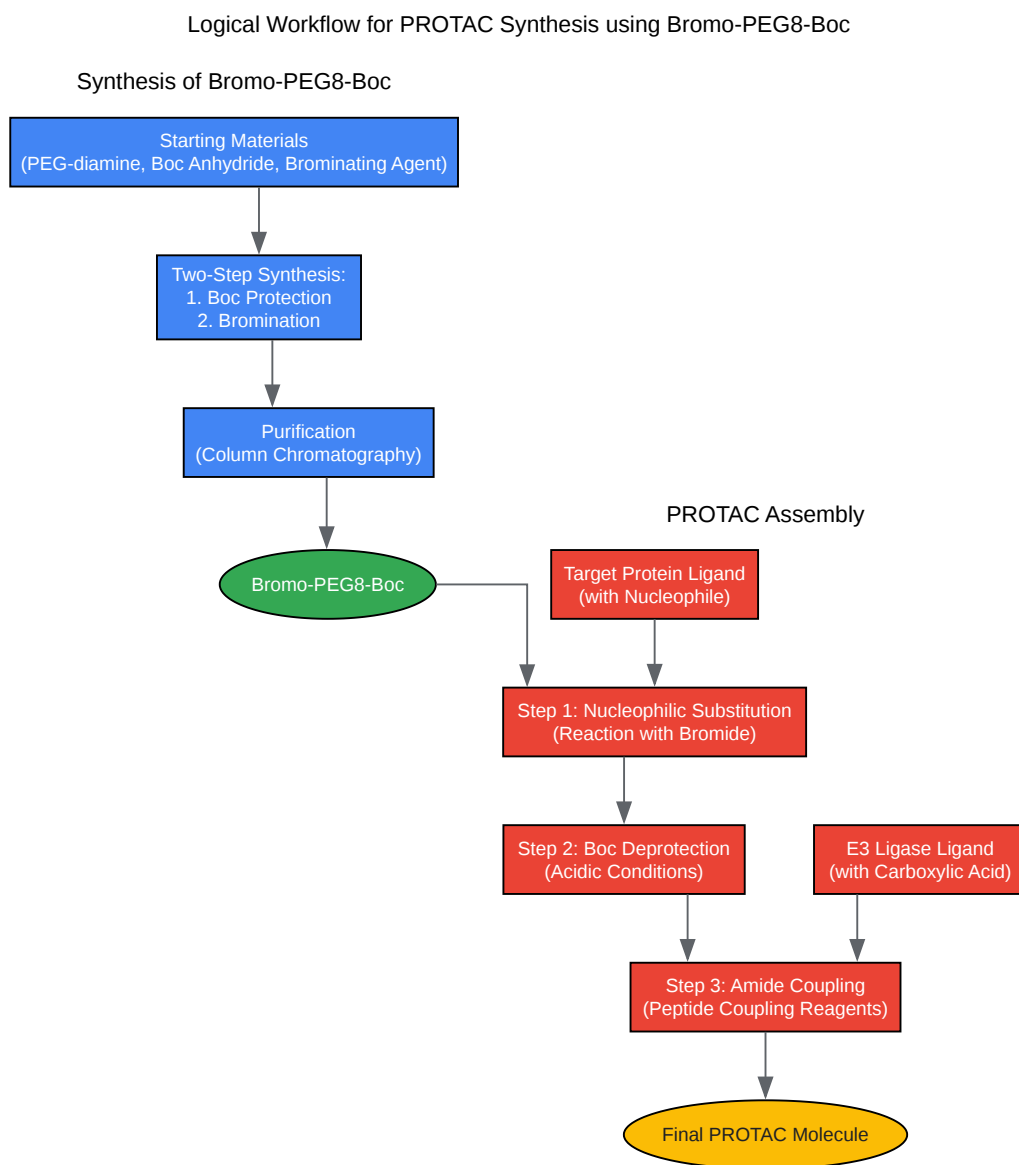 Logical Workflow for PROTAC Synthesis using Bromo-PEG8-Boc
Synthesis of Bromo-PEG8-Boc
Starting Materials
(PEG-diamine, Boc Anhydride, Brominating Agent)
Two-Step Synthesis:
1. Boc Protection
2. Bromination
Purification
(Column Chromatography)
Bromo-PEG8-Boc
PROTAC Assembly
Target Protein Ligand
(with Nucleophile)
Step 1: Nucleophilic Substitution
(Reaction with Bromide)
Step 2: Boc Deprotection
(Acidic Conditions)
E3 Ligase Ligand
(with Carboxylic Acid)
Step 3: Amide Coupling
(Peptide Coupling Reagents)
Final PROTAC Molecule